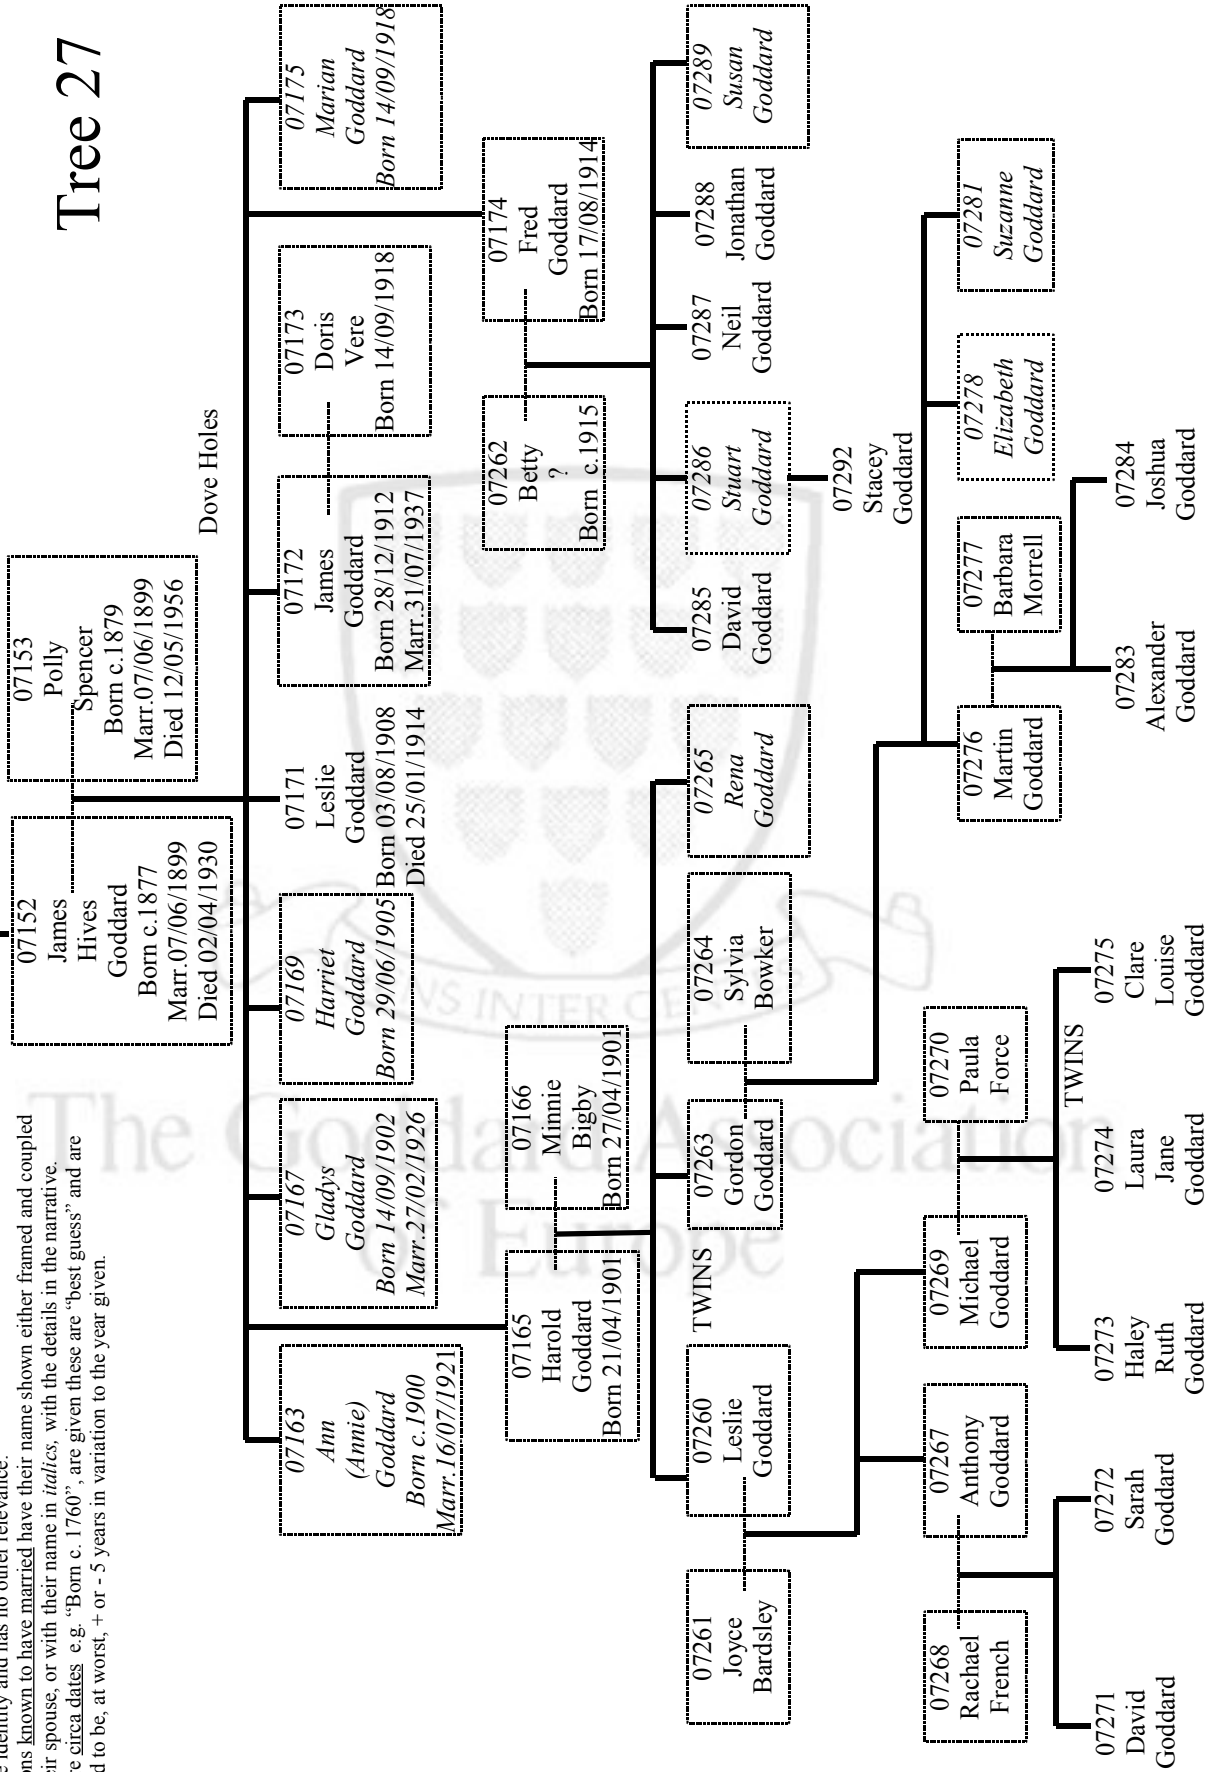 e identity and has no other relevance.
ns known to have married have their name shown either framed and coupled
eir spouse, or with their name in italics, with the details in the narrative.
re circa dates e.g. “Born c. 1760”, are given these are “best guess” and are
d to be, at worst, + or - 5 years in variation to the year given.
Tree 27
07152
James
Hives
Goddard
Born c.1877
Marr.07/06/1899
Died 02/04/1930
07153
Polly
Spencer
Born c.1879
Marr.07/06/1899
Died 12/05/1956
Dove Holes
07163
Ann
(Annie)
Goddard
Born c.1900
Marr.16/07/1921
07167
Gladys
Goddard
Born 14/09/1902
Marr.27/02/1926
07169
Harriet
Goddard
Born 29/06/1905
07171
Leslie
Goddard
Born 03/08/1908
Died 25/01/1914
07172
James
Goddard
Born 28/12/1912
Marr.31/07/1937
07173
Doris
Vere
Born 14/09/1918
07175
Marian
Goddard
Born 14/09/1918
07165
Harold
Goddard
Born 21/04/1901
07166
Minnie
Bigby
Born 27/04/1901
07262
Betty
?
Born c.1915
07174
Fred
Goddard
Born 17/08/1914
07261
Joyce
Bardsley
07260
Leslie
Goddard
TWINS
07263
Gordon
Goddard
07264
Sylvia
Bowker
07265
Rena
Goddard
07285
David
Goddard
07286
Stuart
Goddard
07287
Neil
Goddard
07288
Jonathan
Goddard
07289
Susan
Goddard
07292
Stacey
Goddard
07268
Rachael
French
07267
Anthony
Goddard
07269
Michael
Goddard
07270
Paula
Force
07276
Martin
Goddard
07277
Barbara
Morrell
07278
Elizabeth
Goddard
07281
Suzanne
Goddard
07271
David
Goddard
07272
Sarah
Goddard
07273
Haley
Ruth
Goddard
07274
Laura
Jane
Goddard
TWINS
07275
Clare
Louise
Goddard
07283
Alexander
Goddard
07284
Joshua
Goddard
The Goddard Association
of Europe